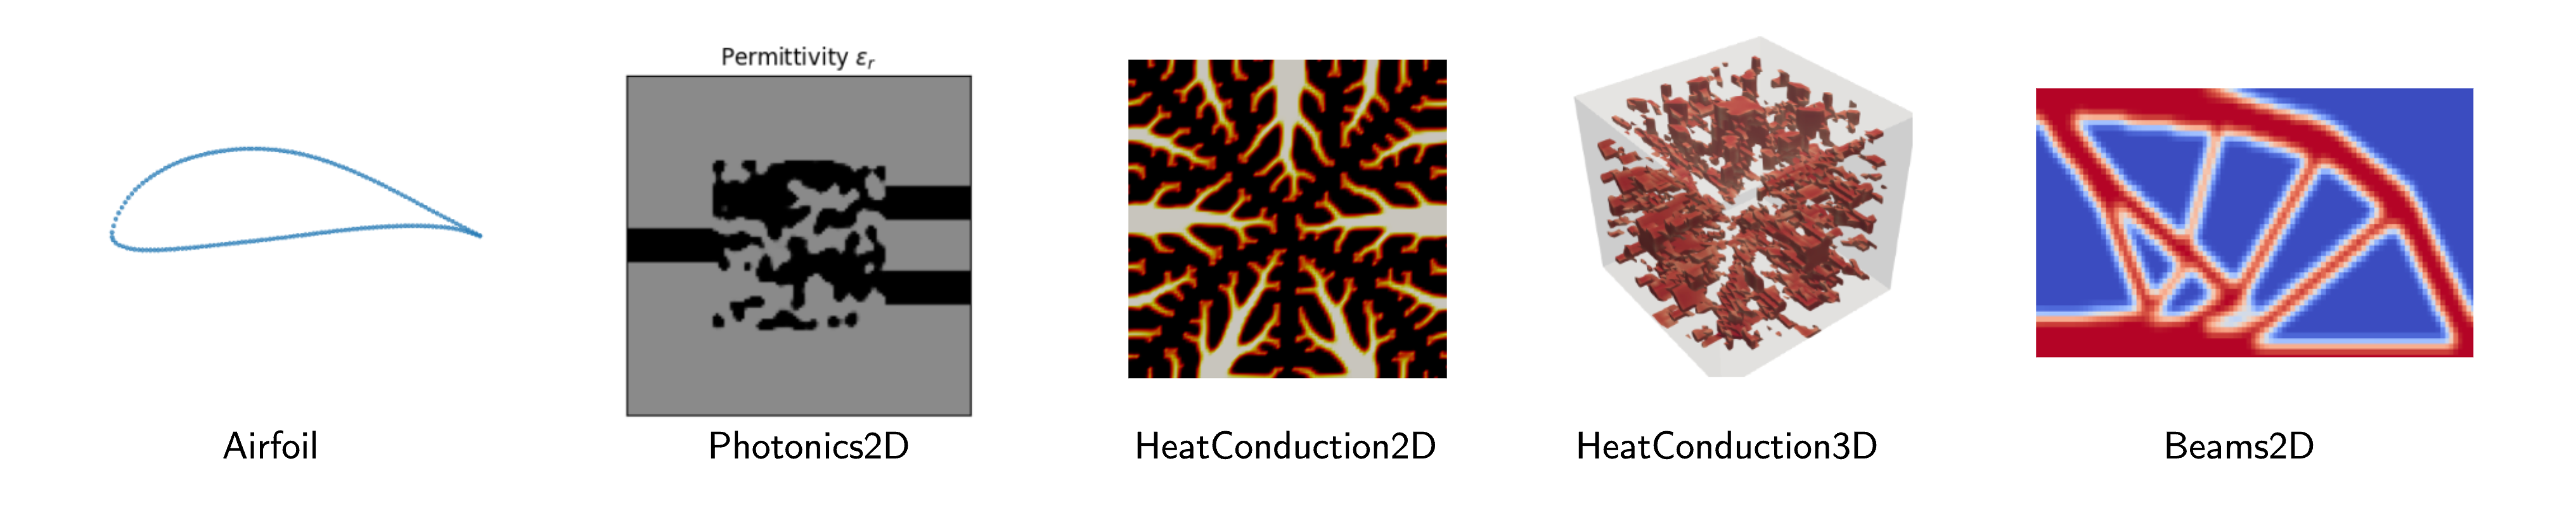 Permittivity εr
Airfoil
Photonics2D
HeatConduction2D
HeatConduction3D
Beams2D